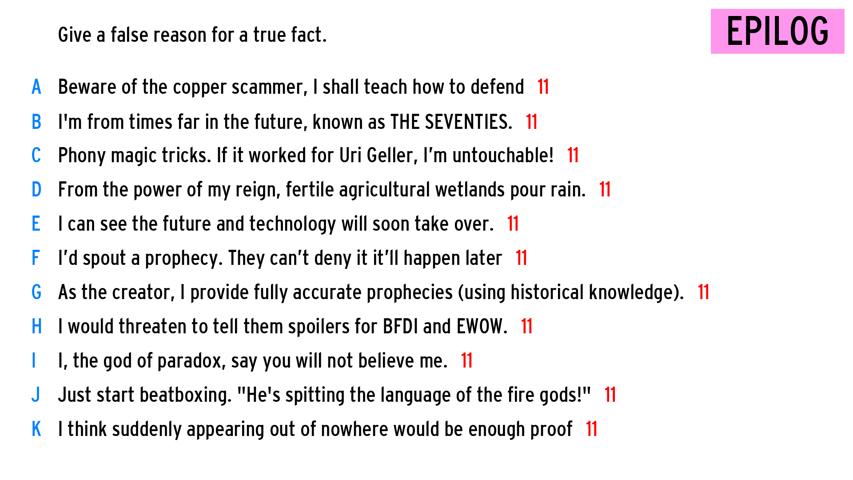 Give a false reason for a true fact.
EPILOG
A Beware of the copper scammer, I shall teach how to defend 11
B I'm from times far in the future, known as THE SEVENTIES. 11
C Phony magic tricks. If it worked for Uri Geller, I’m untouchable! 11
D From the power of my reign, fertile agricultural wetlands pour rain. 11
E I can see the future and technology will soon take over. 11
F I’d spout a prophecy. They can’t deny it it’ll happen later 11
G As the creator, I provide fully accurate prophecies (using historical knowledge). 11
H I would threaten to tell them spoilers for BFDI and EWOW. 11
I I, the god of paradox, say you will not believe me. 11
J Just start beatboxing. "He's spitting the language of the fire gods!" 11
K I think suddenly appearing out of nowhere would be enough proof 11